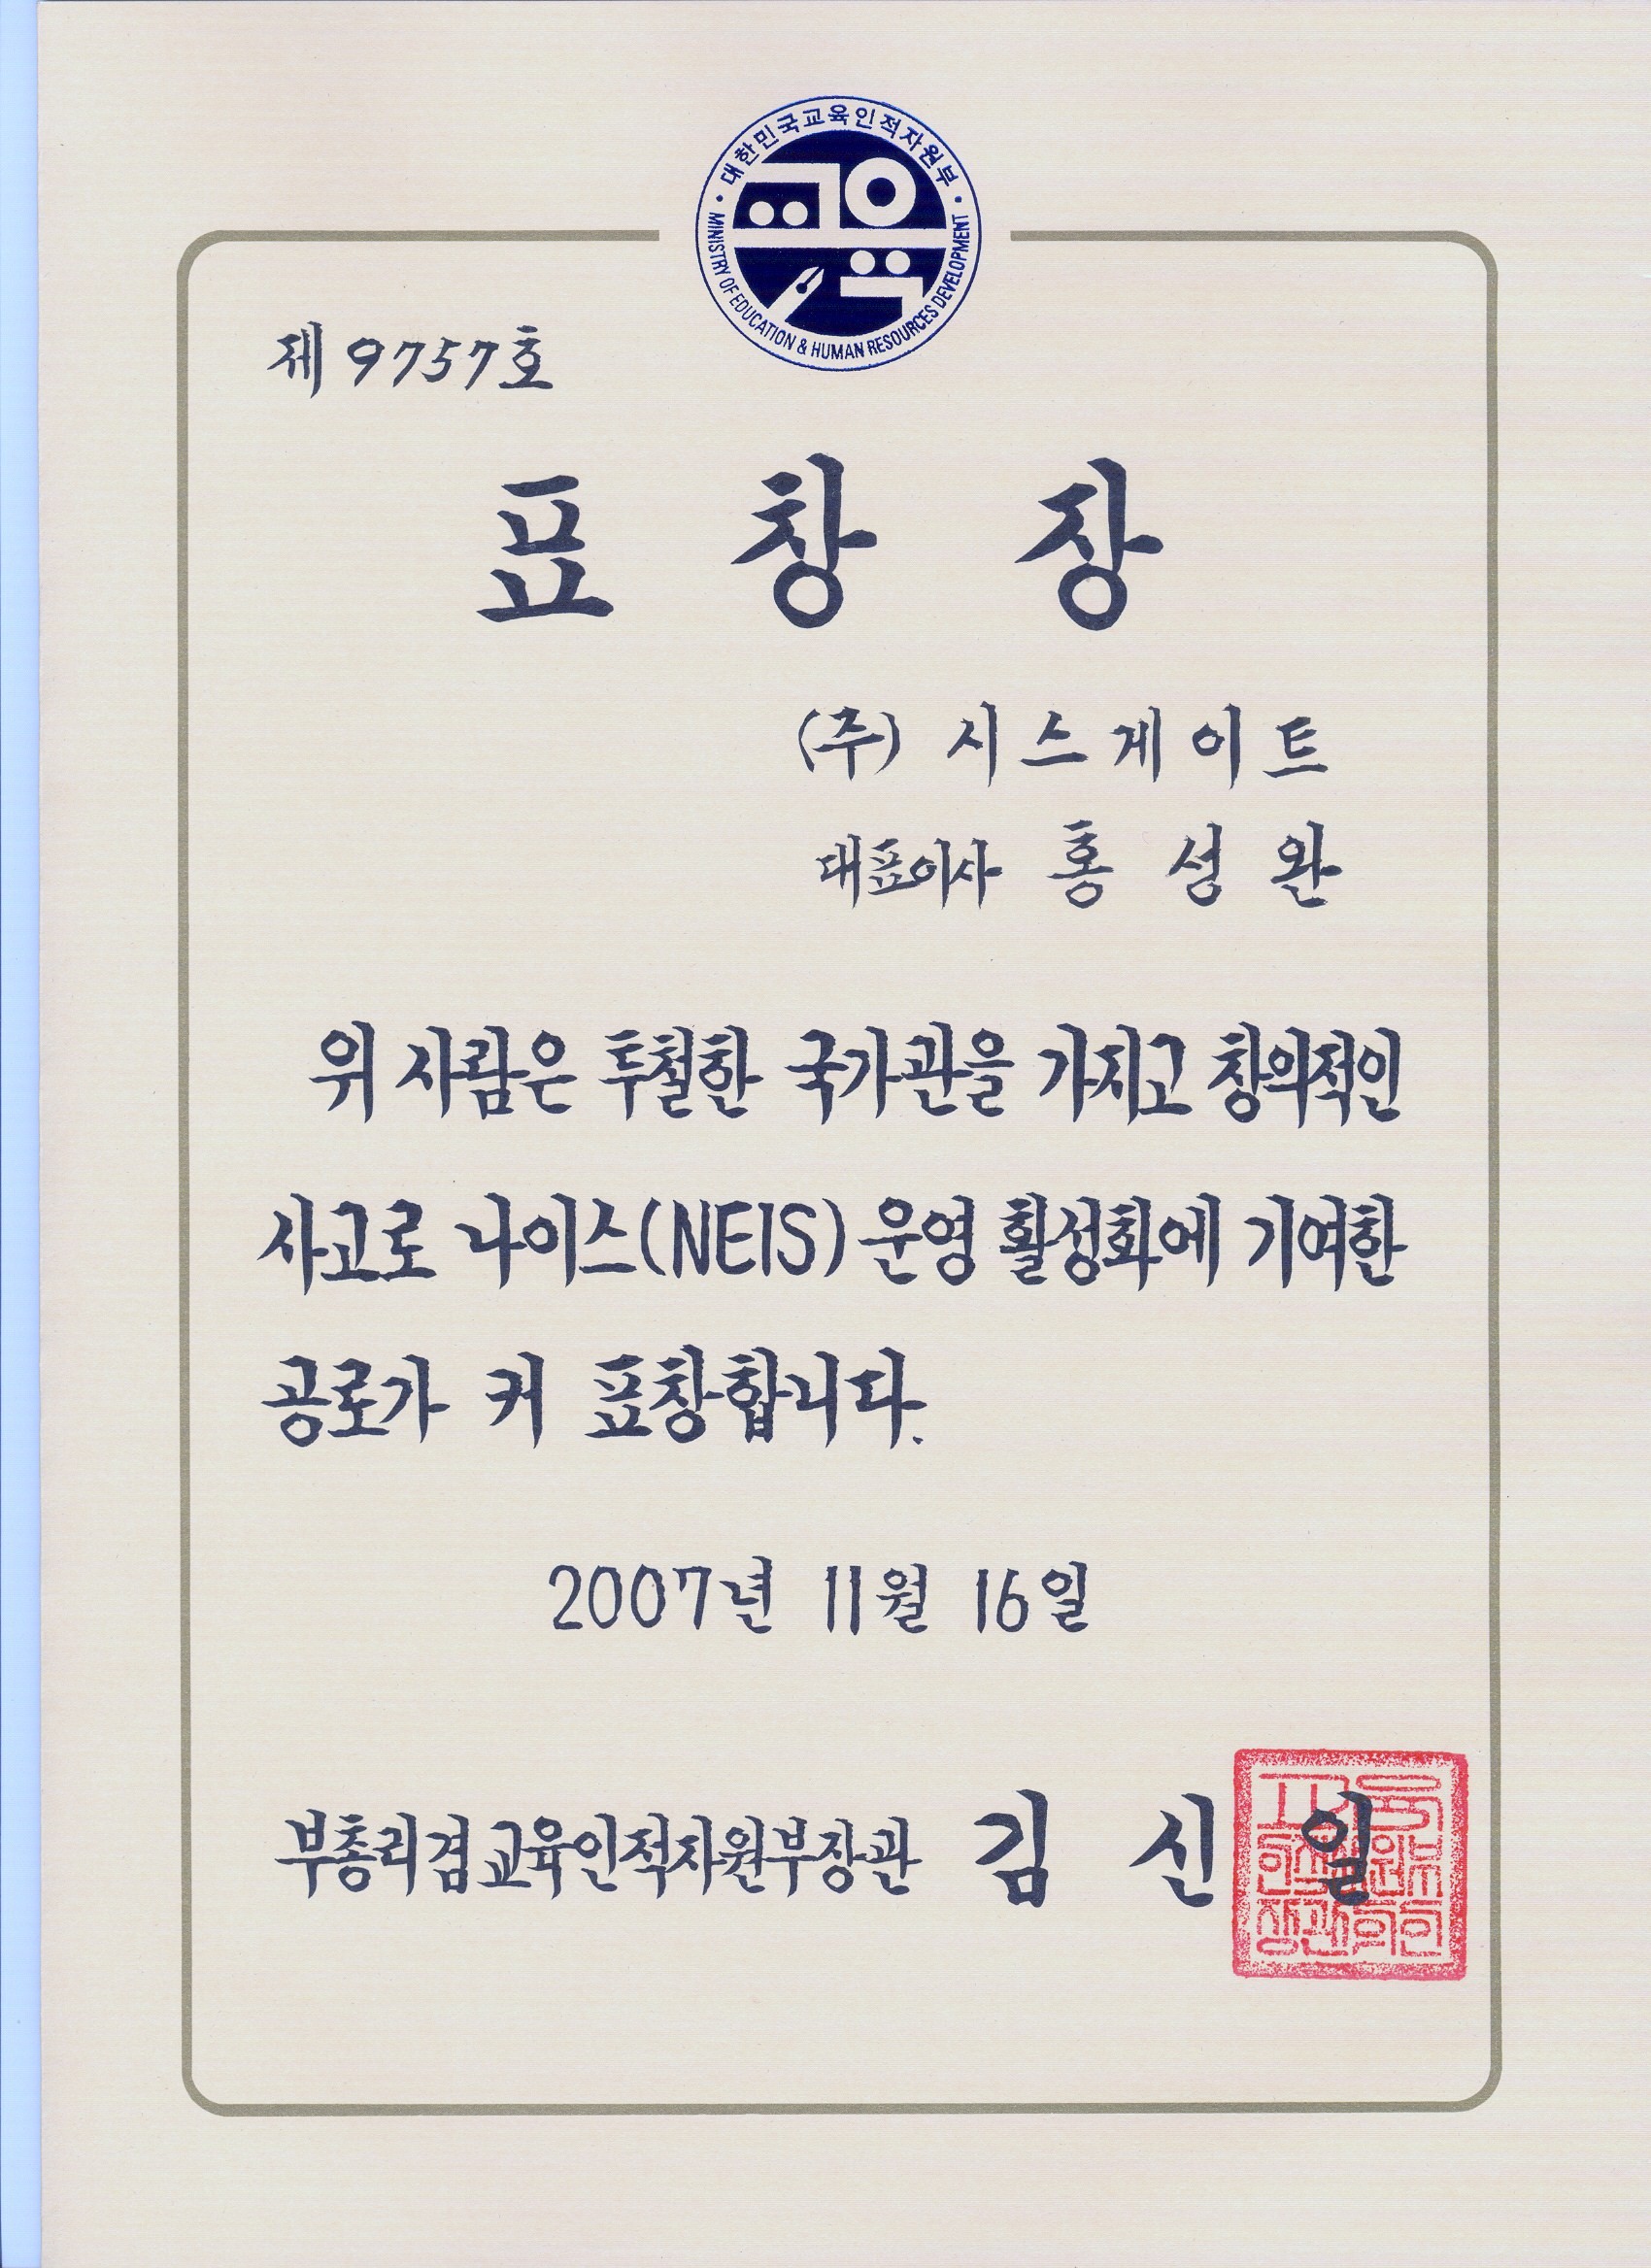 대한민국교육인적자원부
교육
MINISTRY OF EDUCATION & HUMAN RESOURCES DEVELOPMENT
제 9757호
표 창 장
(주) 시스게이트
대표이사 홍 성 완
위 사람은 투철한 국가관을 가지고 창의적인
사고로 나이스(NEIS) 운영 활성화에 기여한
공로가 커 표창합니다.
2007년 11월 16일
부총리겸교육인적자원부장관 김 신 일